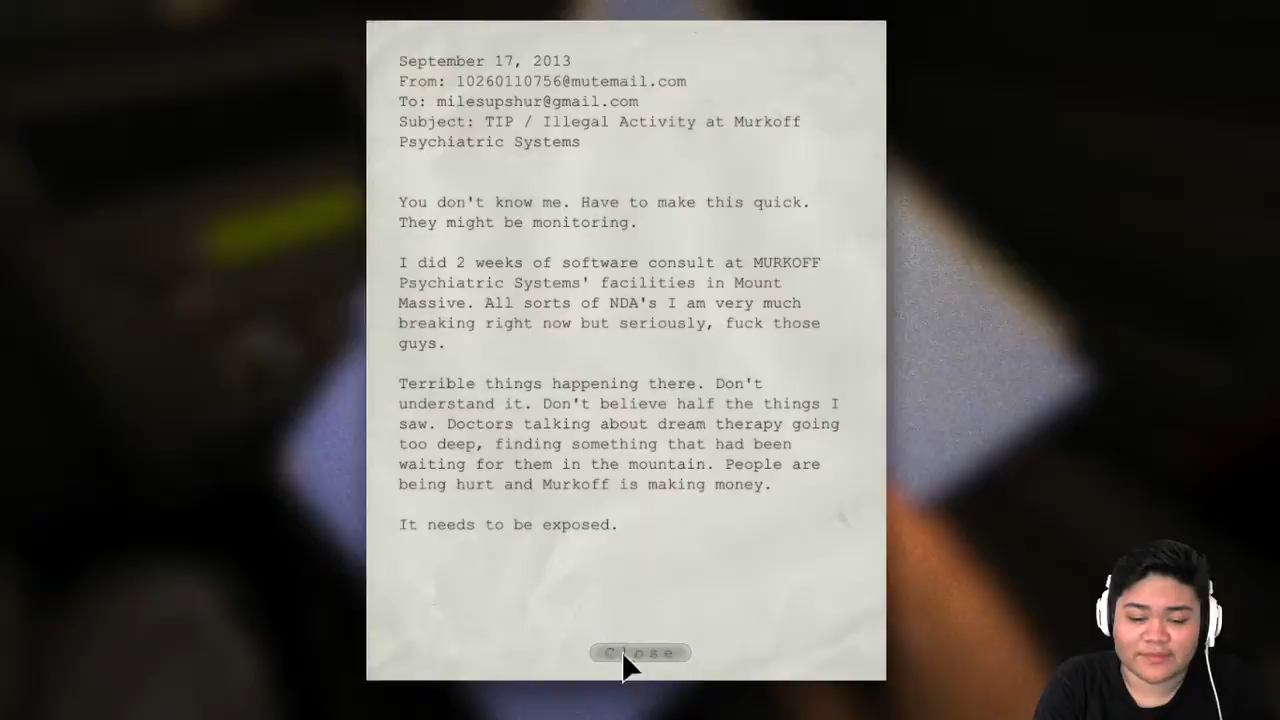 September 17, 2013
From: 10260110756@mutemail.com
To: milesupshur@gmail.com
Subject: TIP / Illegal Activity at Murkoff
Psychiatric Systems
You don't know me. Have to make this quick.
They might be monitoring.
I did 2 weeks of software consult at MURKOFF
Psychiatric Systems' facilities in Mount
Massive. All sorts of NDA's I am very much
breaking right now but seriously, fuck those
guys.
Terrible things happening there. Don't
understand it. Don't believe half the things I
saw. Doctors talking about dream therapy going
too deep, finding something that had been
waiting for them in the mountain. People are
being hurt and Murkoff is making money.
It needs to be exposed.
Close